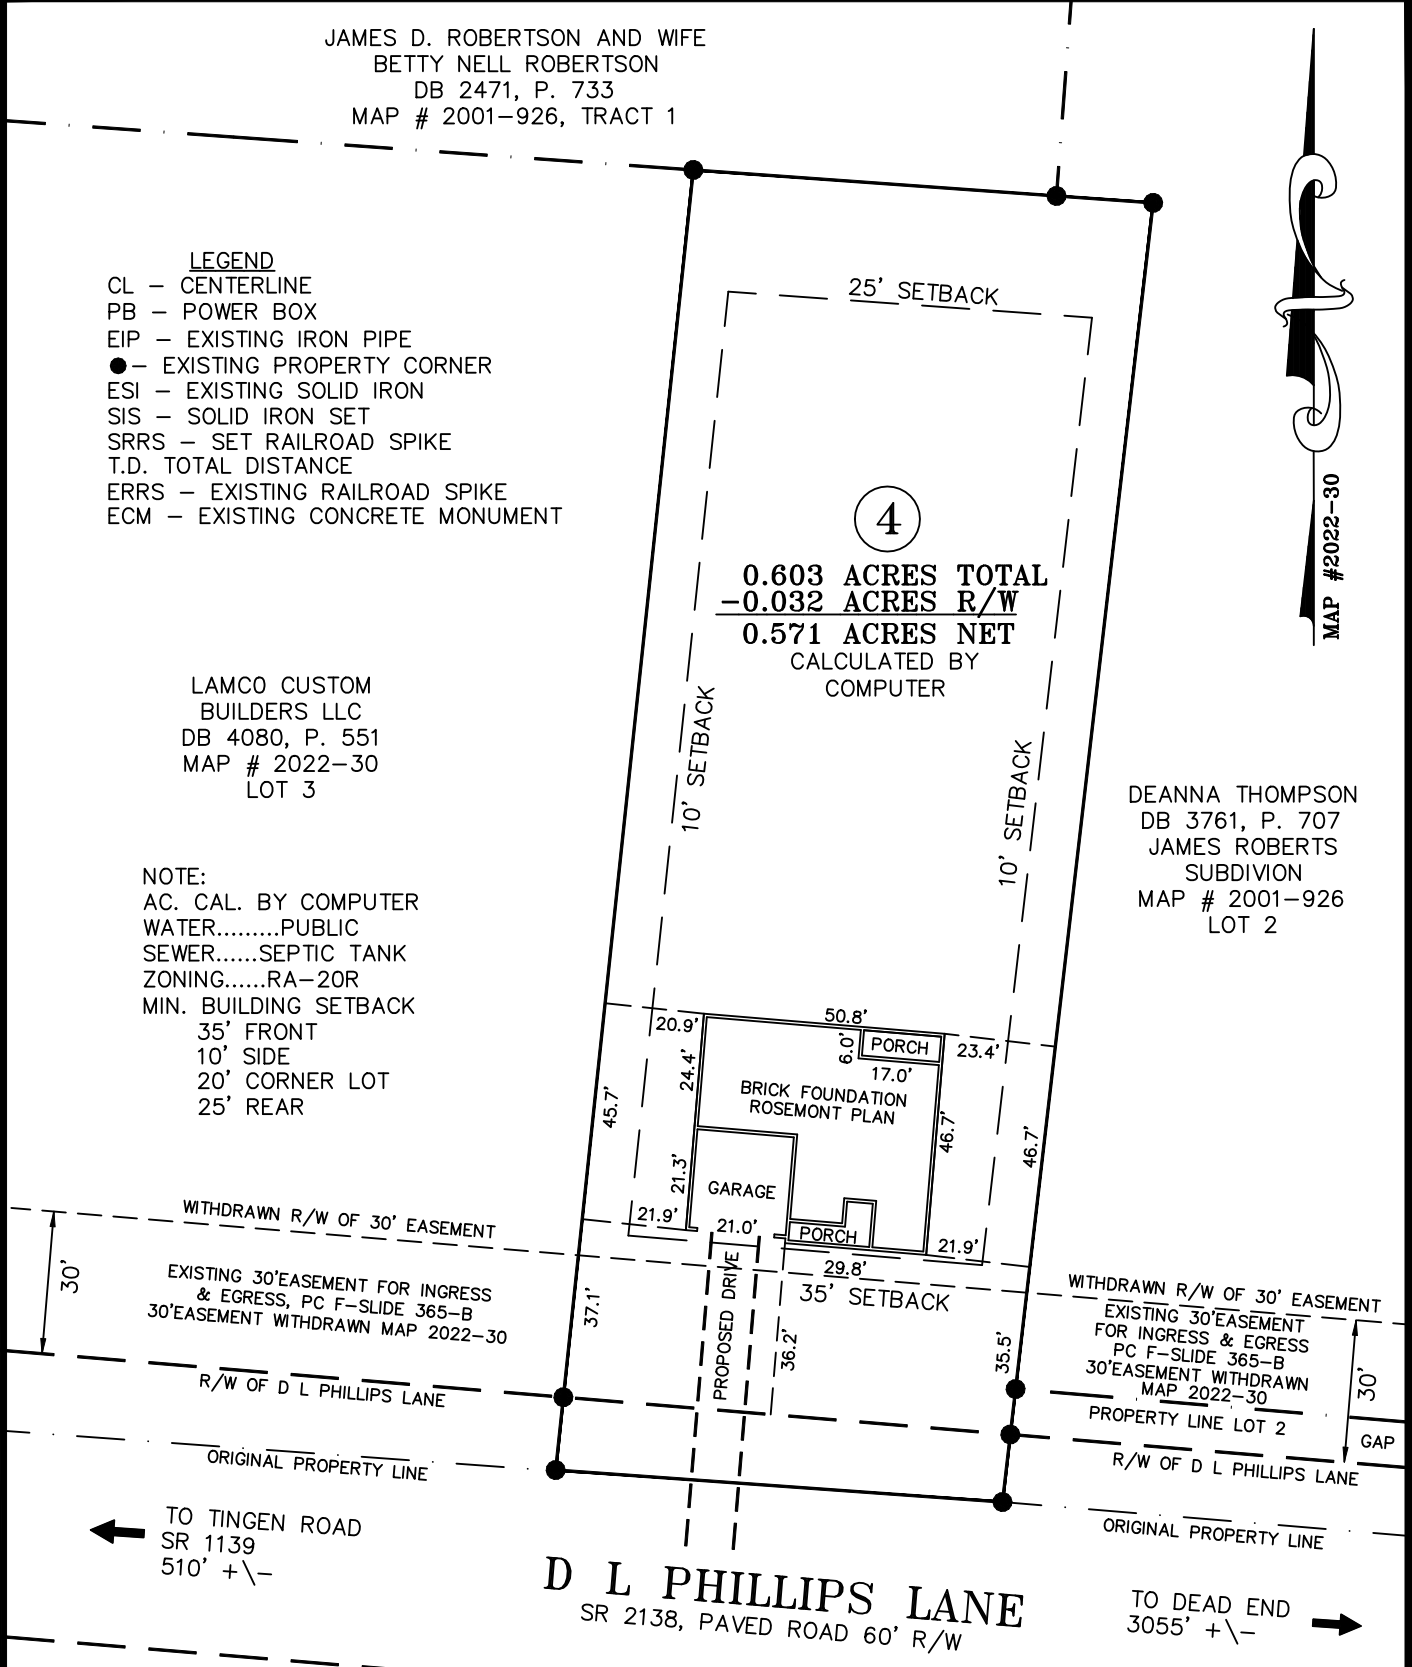 JAMES D. ROBERTSON AND WIFE
BETTY NELL ROBERTSON
DB 2471, P. 733
MAP # 2001-926, TRACT 1
LEGEND
CL - CENTERLINE
PB - POWER BOX
EIP - EXISTING IRON PIPE
●- EXISTING PROPERTY CORNER
ESI - EXISTING SOLID IRON
SIS - SOLID IRON SET
SRRS - SET RAILROAD SPIKE
T.D. TOTAL DISTANCE
ERRS - EXISTING RAILROAD SPIKE
ECM - EXISTING CONCRETE MONUMENT
25' SETBACK
MAP #2022-30
4
0.603 ACRES TOTAL
-0.032 ACRES R/W
0.571 ACRES NET
CALCULATED BY
COMPUTER
10' SETBACK
10' SETBACK
LAMCO CUSTOM
BUILDERS LLC
DB 4080, P. 551
MAP # 2022-30
LOT 3
DEANNA THOMPSON
DB 3761, P. 707
JAMES ROBERTS
SUBDIVION
MAP # 2001-926
LOT 2
NOTE:
AC. CAL. BY COMPUTER
WATER.........PUBLIC
SEWER......SEPTIC TANK
ZONING......RA-20R
MIN. BUILDING SETBACK
35' FRONT
10' SIDE
20' CORNER LOT
25' REAR
20.9'
50.8'
6.0'
PORCH
23.4'
24.4'
17.0'
BRICK FOUNDATION
ROSEMONT PLAN
45.7'
46.7'
46.7'
21.3'
GARAGE
21.9'
21.0'
PORCH
21.9'
29.8'
35' SETBACK
PROPOSED DRIVE
36.2'
37.1'
35.5'
WITHDRAWN R/W OF 30' EASEMENT
30'
EXISTING 30'EASEMENT FOR INGRESS
& EGRESS, PC F-SLIDE 365-B
30'EASEMENT WITHDRAWN MAP 2022-30
R/W OF D L PHILLIPS LANE
ORIGINAL PROPERTY LINE
WITHDRAWN R/W OF 30' EASEMENT
EXISTING 30'EASEMENT
FOR INGRESS & EGRESS
PC F-SLIDE 365-B
30'EASEMENT WITHDRAWN
MAP 2022-30
30'
PROPERTY LINE LOT 2
GAP
R/W OF D L PHILLIPS LANE
ORIGINAL PROPERTY LINE
TO TINGEN ROAD
SR 1139
510' +\-
D L PHILLIPS LANE
SR 2138, PAVED ROAD 60' R/W
TO DEAD END
3055' +\-